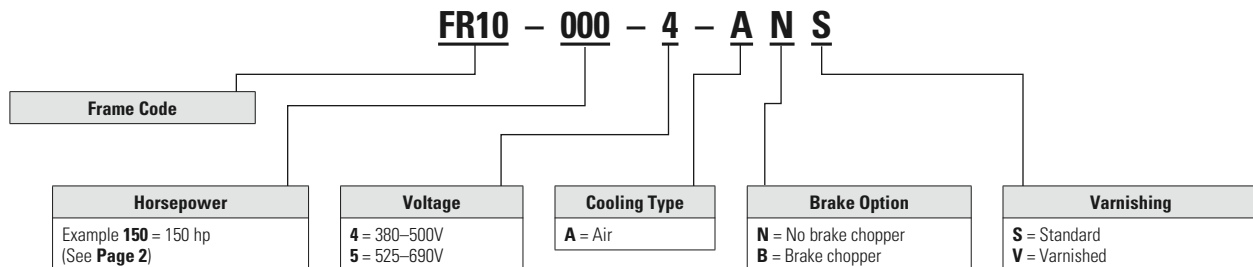 FR10 – 000 – 4 – A N S
Frame Code
Horsepower
Example 150 = 150 hp
(See Page 2)
Voltage
4 = 380–500V
5 = 525–690V
Cooling Type
A = Air
Brake Option
N = No brake chopper
B = Brake chopper
Varnishing
S = Standard
V = Varnished